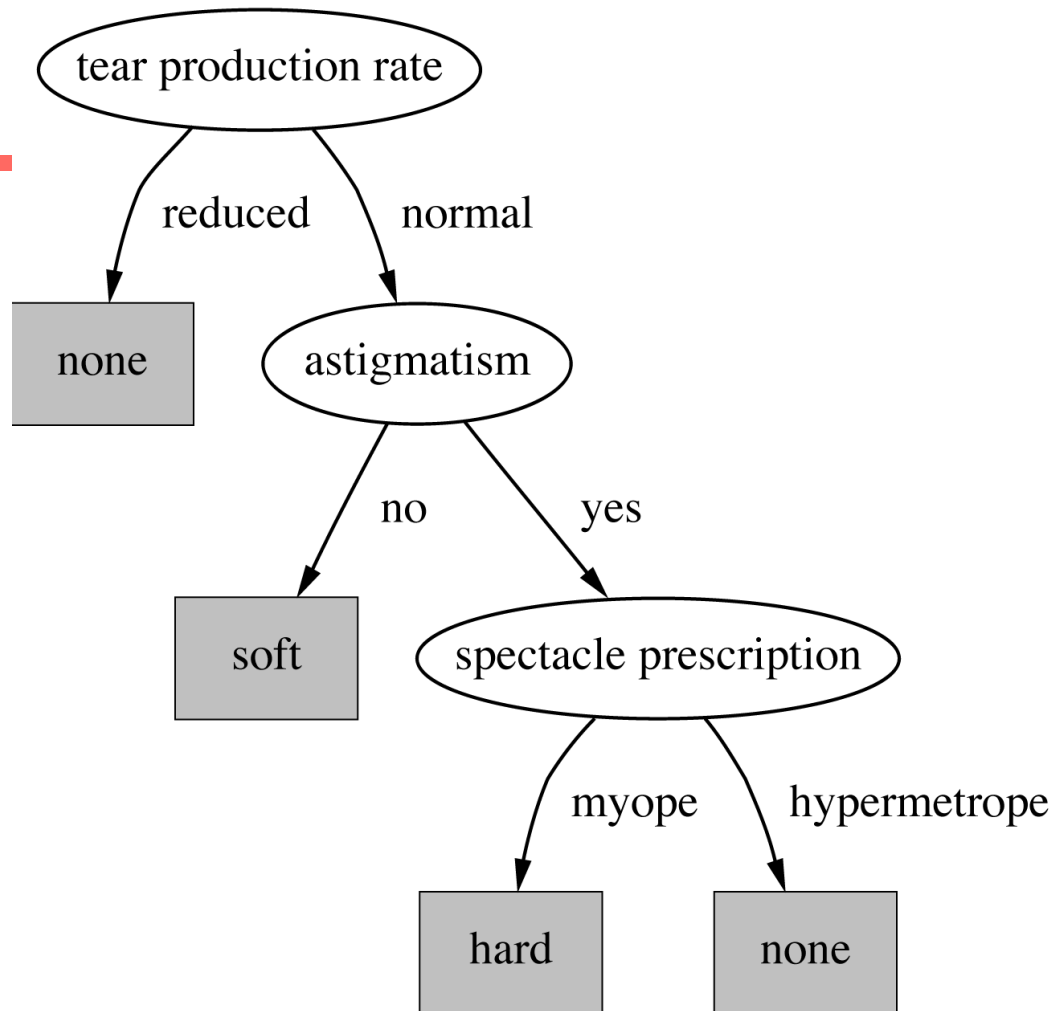 tear production rate
reduced
normal
none
astigmatism
no
yes
soft
spectacle prescription
myope
hypermetrope
hard
none